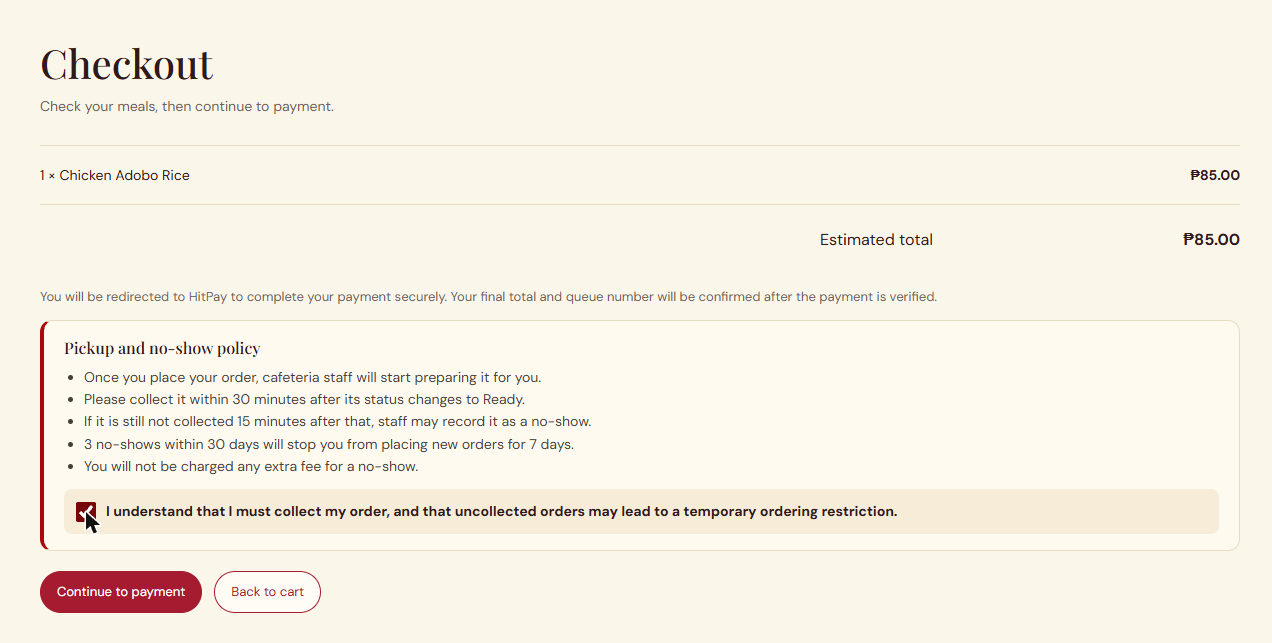 Checkout
Check your meals, then continue to payment.
1 × Chicken Adobo Rice ₱85.00
Estimated total ₱85.00
You will be redirected to HitPay to complete your payment securely. Your final total and queue number will be confirmed after the payment is verified.
Pickup and no-show policy
• Once you place your order, cafeteria staff will start preparing it for you.
• Please collect it within 30 minutes after its status changes to Ready.
• If it is still not collected 15 minutes after that, staff may record it as a no-show.
• 3 no-shows within 30 days will stop you from placing new orders for 7 days.
• You will not be charged any extra fee for a no-show.
I understand that I must collect my order, and that uncollected orders may lead to a temporary ordering restriction.
Continue to payment Back to cart